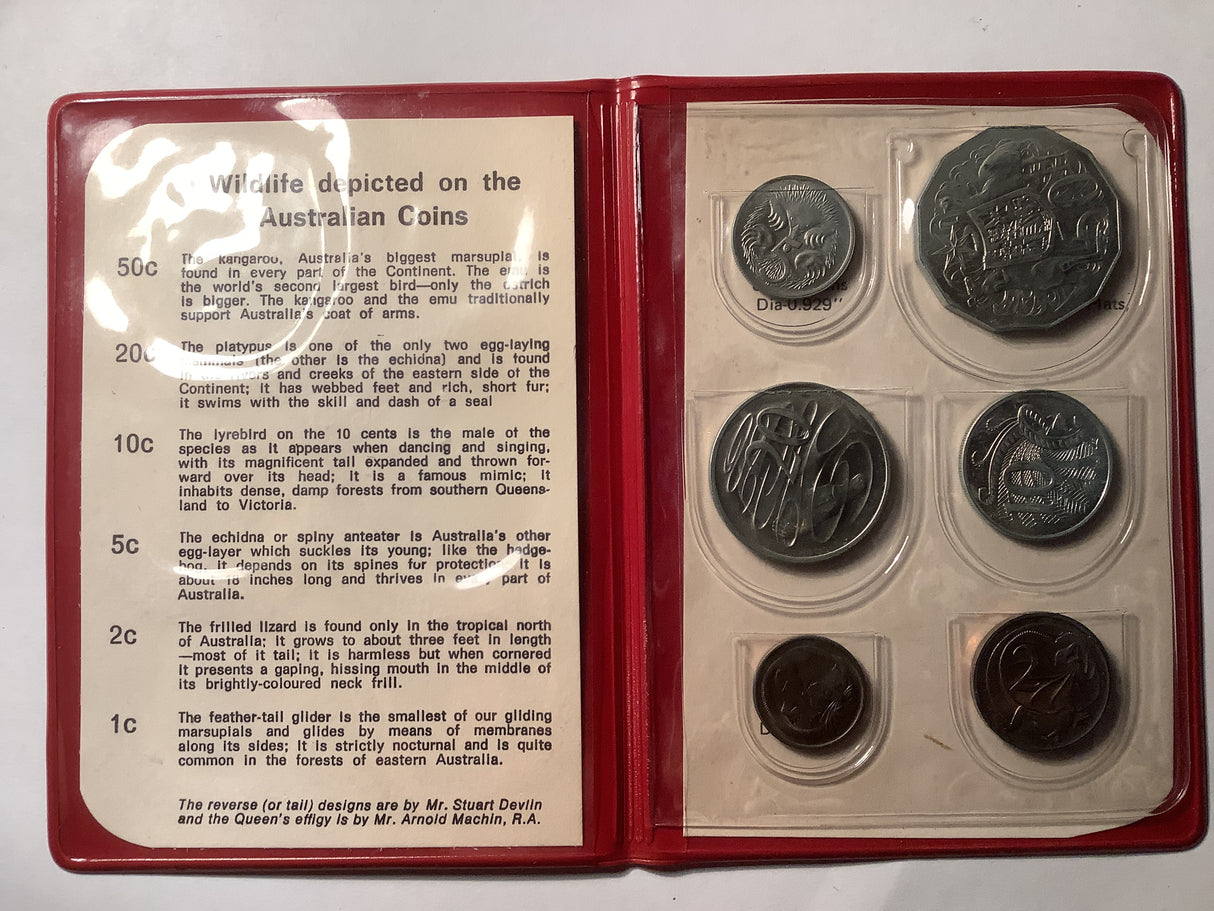 Wildlife depicted on the
Australian Coins
50c The kangaroo, Australia's biggest marsupial, is
found in every part of the Continent. The emu is
the world's second largest bird—only the ostrich
is bigger. The kangaroo and the emu traditionally
support Australia's coat of arms.
20c The platypus is one of the only two egg-laying
mammals (the other is the echidna) and is found
in the rivers and creeks of the eastern side of the
Continent; it has webbed feet and rich, short fur;
it swims with the skill and dash of a seal
10c The lyrebird on the 10 cents is the male of the
species as it appears when dancing and singing,
with its magnificent tail expanded and thrown for-
ward over its head; it is a famous mimic; it
inhabits dense, damp forests from southern Queens-
land to Victoria.
5c The echidna or spiny anteater is Australia's other
egg-layer which suckles its young; like the hedge-
hog, it depends on its spines for protection. It is
about 18 inches long and thrives in every part of
Australia.
2c The frilled lizard is found only in the tropical north
of Australia; it grows to about three feet in length
—most of it tail; it is harmless but when cornered
it presents a gaping, hissing mouth in the middle of
its brightly-coloured neck frill.
1c The feather-tail glider is the smallest of our gliding
marsupials and glides by means of membranes
along its sides; it is strictly nocturnal and is quite
common in the forests of eastern Australia.
The reverse (or tail) designs are by Mr. Stuart Devlin
and the Queen's effigy is by Mr. Arnold Machin, R.A.
Dia-0.929"
50
10
2